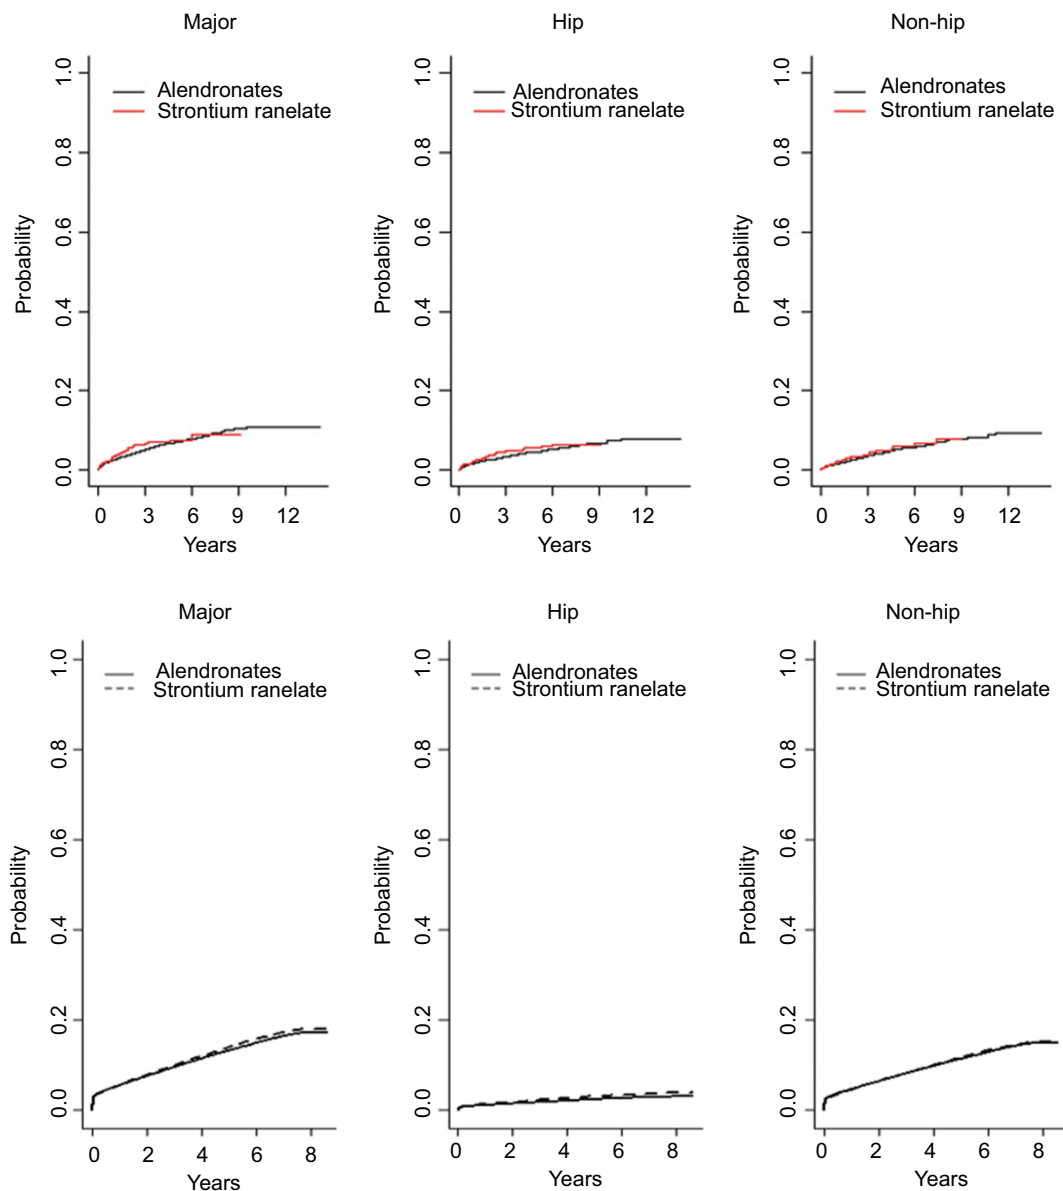 Major
Alendronates
Strontium ranelate
Probability
1.0
0.8
0.6
0.4
0.2
0.0
0 3 6 9 12
Years
Hip
Alendronates
Strontium ranelate
Probability
1.0
0.8
0.6
0.4
0.2
0.0
0 3 6 9 12
Years
Non-hip
Alendronates
Strontium ranelate
Probability
1.0
0.8
0.6
0.4
0.2
0.0
0 3 6 9 12
Years
Major
Alendronates
Strontium ranelate
Probability
1.0
0.8
0.6
0.4
0.2
0.0
0 2 4 6 8
Years
Hip
Alendronates
Strontium ranelate
Probability
1.0
0.8
0.6
0.4
0.2
0.0
0 2 4 6 8
Years
Non-hip
Alendronates
Strontium ranelate
Probability
1.0
0.8
0.6
0.4
0.2
0.0
0 2 4 6 8
Years